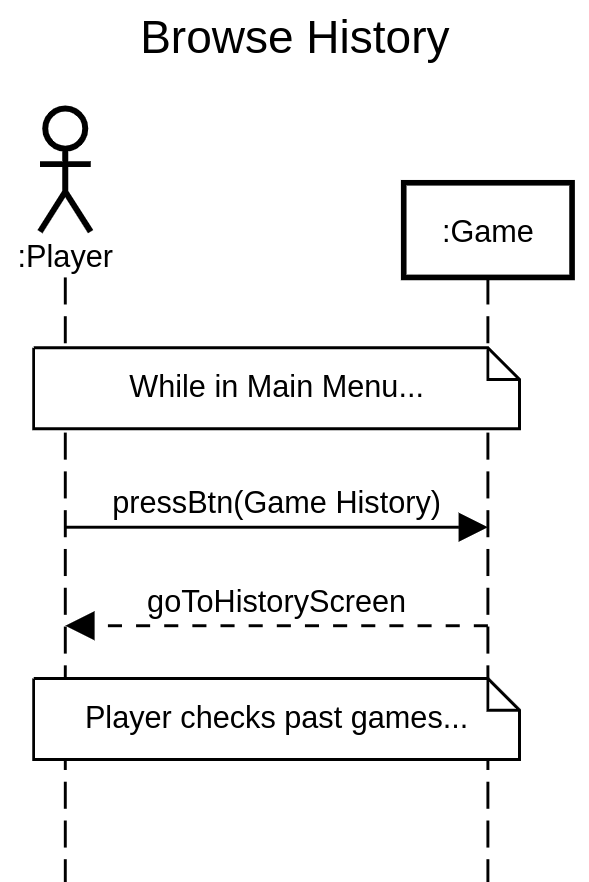 Browse History
:Player
:Game
While in Main Menu...
pressBtn(Game History)
goToHistoryScreen
Player checks past games...